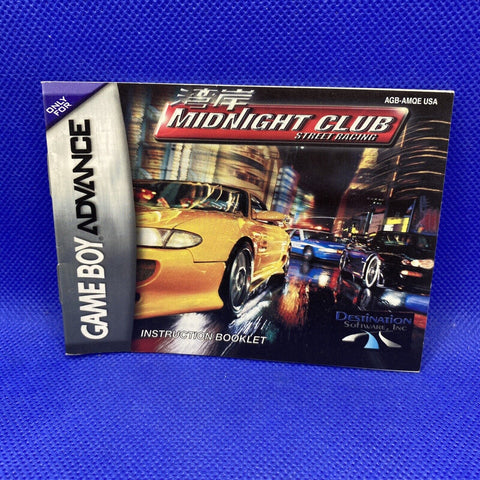 ONLY
FOR
GAME BOY ADVANCE
AGB-AMOE USA
湾岸
MIDNIGHT CLUB
STREET RACING
INSTRUCTION BOOKLET
DESTINATION
SOFTWARE, INC